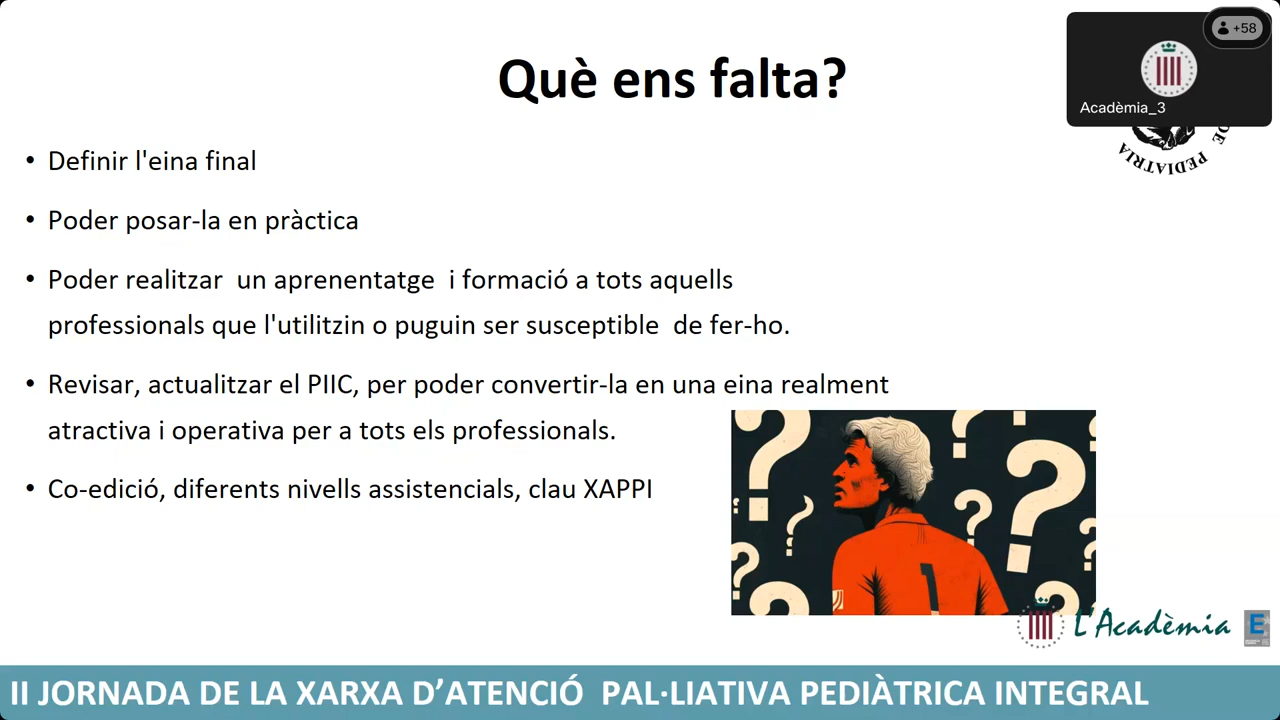 +58
Acadèmia_3
Què ens falta?
DE PEDIATRIA
• Definir l'eina final
• Poder posar-la en pràctica
• Poder realitzar  un aprenentatge  i formació a tots aquells
professionals que l'utilitzin o puguin ser susceptible  de fer-ho.
• Revisar, actualitzar el PIIC, per poder convertir-la en una eina realment
atractiva i operativa per a tots els professionals.
• Co-edició, diferents nivells assistencials, clau XAPPI
1
L'Acadèmia
E
II JORNADA DE LA XARXA D’ATENCIÓ  PAL·LIATIVA PEDIÀTRICA INTEGRAL